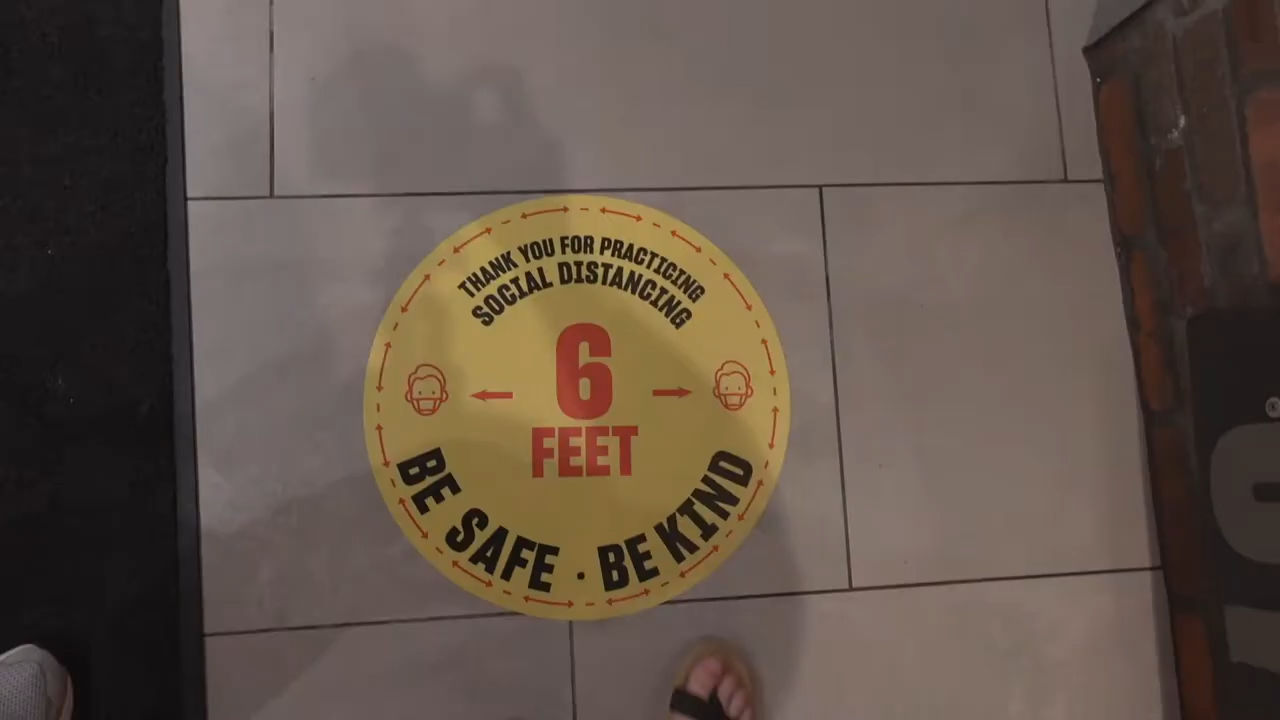 THANK YOU FOR PRACTICING
SOCIAL DISTANCING
6
FEET
BE SAFE · BE KIND